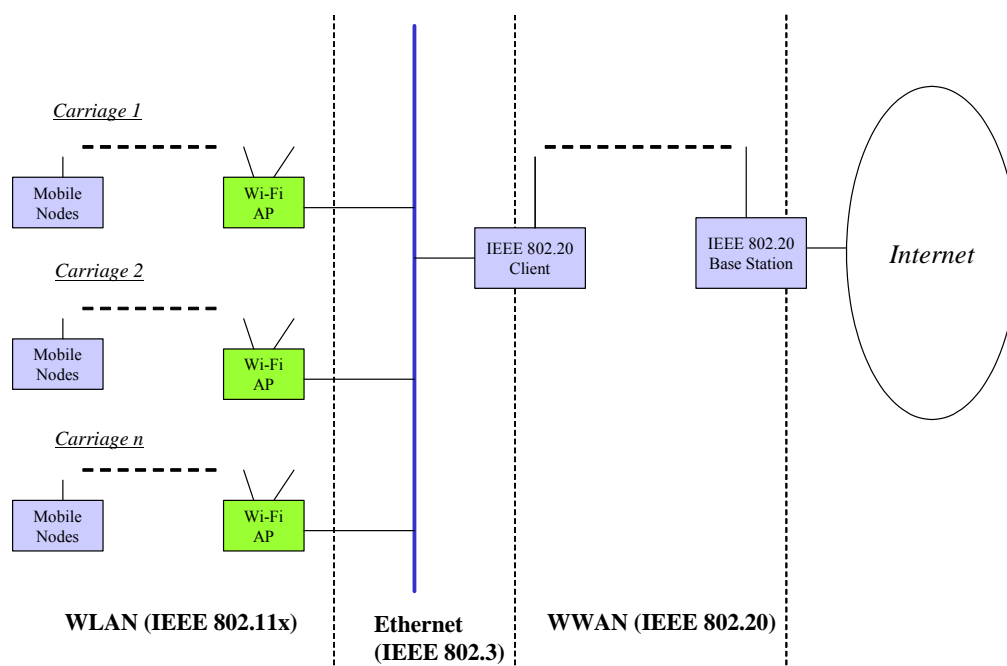 Carriage 1
Mobile
Nodes
Wi-Fi
AP
IEEE 802.20
Client
IEEE 802.20
Base Station
Internet
Carriage 2
Mobile
Nodes
Wi-Fi
AP
Carriage n
Mobile
Nodes
Wi-Fi
AP
WLAN (IEEE 802.11x)
Ethernet
(IEEE 802.3)
WWAN (IEEE 802.20)